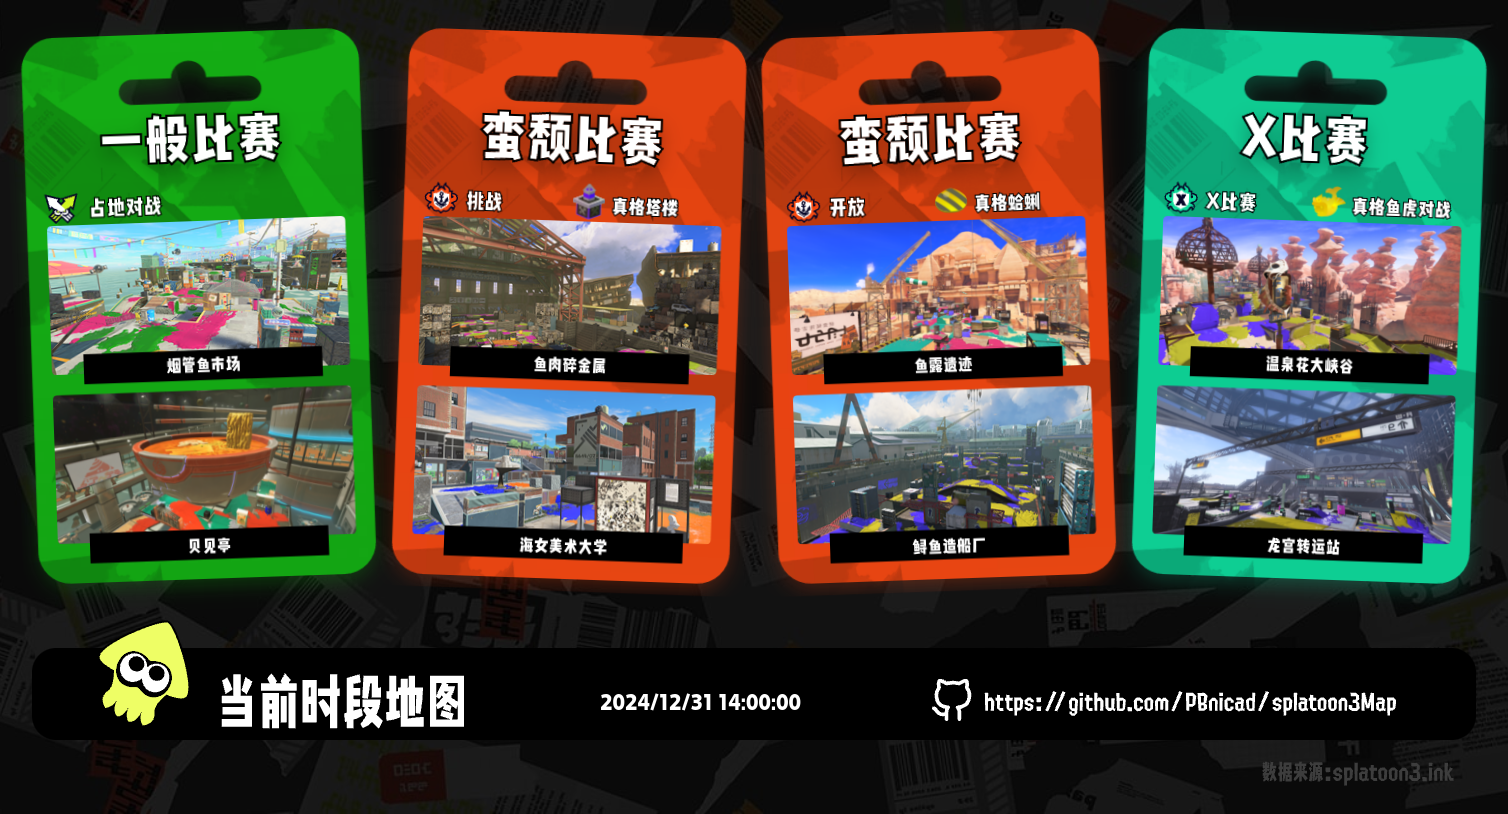 一般比赛
占地对战
烟管鱼市场
贝见亭
蛮颓比赛
挑战
真格塔楼
鱼肉碎金属
海女美术大学
蛮颓比赛
开放
真格蛤蜊
鱼露遗迹
鲟鱼造船厂
X比赛
X比赛
真格鱼虎对战
温泉花大峡谷
龙宫转运站
当前时段地图
2024/12/31 14:00:00
https://github.com/PBnicad/splatoon3Map
数据来源:splatoon3.ink